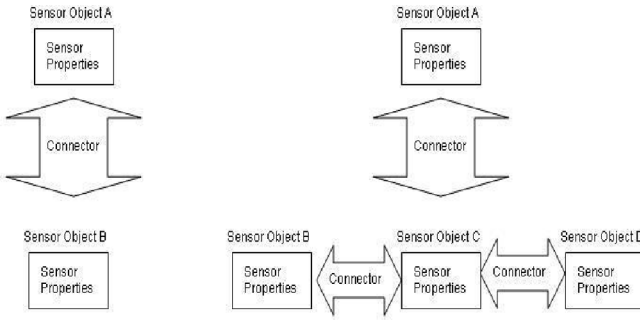 Sensor Object A
Sensor
Properties
Connector
Sensor Object B
Sensor
Properties
Sensor Object A
Sensor
Properties
Connector
Sensor Object B
Sensor
Properties
Connector
Sensor Object C
Sensor
Properties
Connector
Sensor Object D
Sensor
Properties